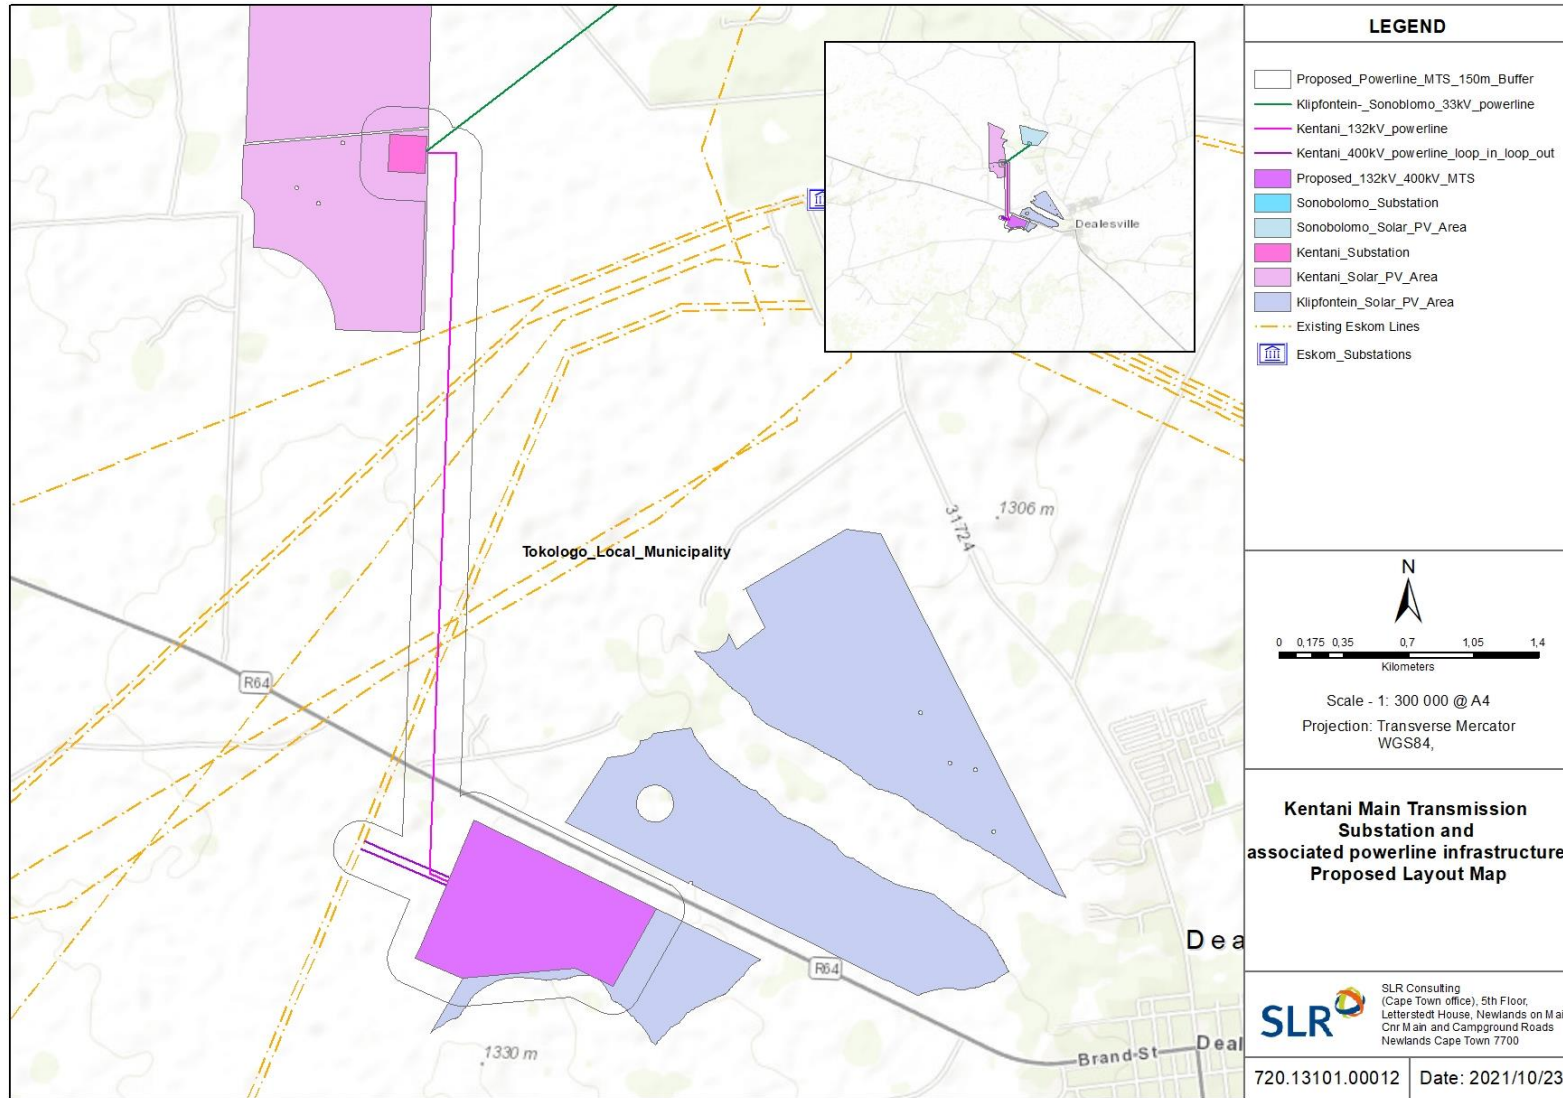 LEGEND
Proposed_Powerline_MTS_150m_Buffer
Klipfontein-_Sonoblomo_33kV_powerline
Kentani_132kV_powerline
Kentani_400kV_powerline_loop_in_loop_out
Proposed_132kV_400kV_MTS
Sonobolomo_Substation
Sonobolomo_Solar_PV_Area
Kentani_Substation
Kentani_Solar_PV_Area
Klipfontein_Solar_PV_Area
Existing Eskom Lines
Eskom_Substations
Dealesville
31724
1306 m
Tokologo_Local_Municipality
R64
R64
Dea
1330 m
Brand-St
Deal
N
0 0,175 0,35 0,7 1,05 1,4
Kilometers
Scale - 1: 300 000 @ A4
Projection: Transverse Mercator
WGS84,
Kentani Main Transmission
Substation and
associated powerline infrastructure
Proposed Layout Map
SLR
SLR Consulting
(Cape Town office), 5th Floor,
Letterstedt House, Newlands on Mai
Cnr Main and Campground Roads
Newlands Cape Town 7700
720.13101.00012
Date: 2021/10/23